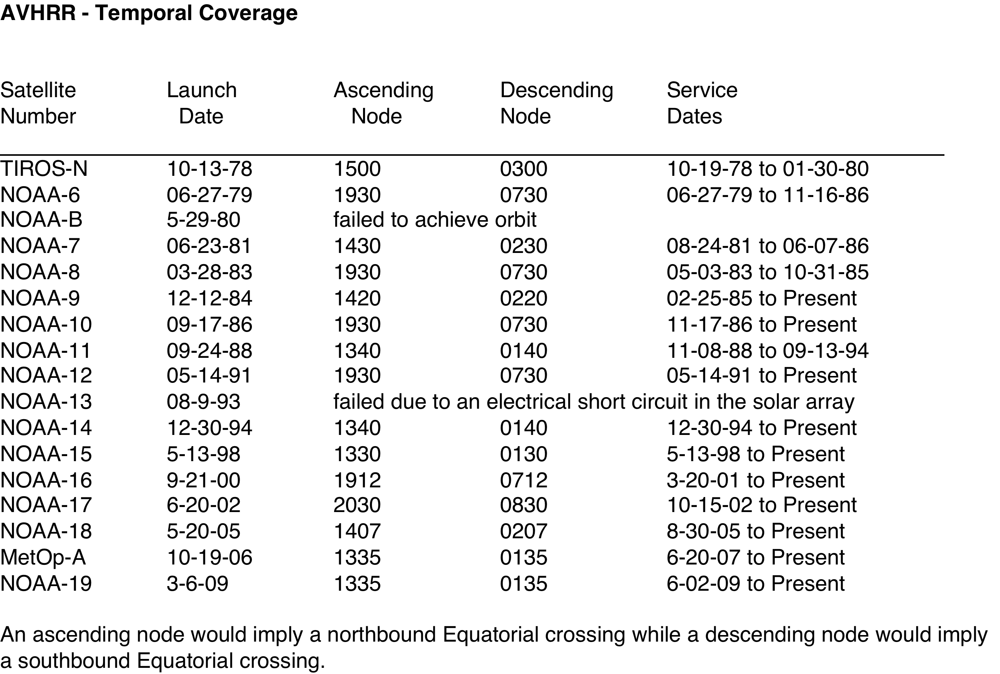 AVHRR - Temporal Coverage
Satellite Launch Ascending Descending Service
Number Date Node Node Dates
TIROS-N 10-13-78 1500 0300 10-19-78 to 01-30-80
NOAA-6 06-27-79 1930 0730 06-27-79 to 11-16-86
NOAA-B 5-29-80 failed to achieve orbit
NOAA-7 06-23-81 1430 0230 08-24-81 to 06-07-86
NOAA-8 03-28-83 1930 0730 05-03-83 to 10-31-85
NOAA-9 12-12-84 1420 0220 02-25-85 to Present
NOAA-10 09-17-86 1930 0730 11-17-86 to Present
NOAA-11 09-24-88 1340 0140 11-08-88 to 09-13-94
NOAA-12 05-14-91 1930 0730 05-14-91 to Present
NOAA-13 08-9-93 failed due to an electrical short circuit in the solar array
NOAA-14 12-30-94 1340 0140 12-30-94 to Present
NOAA-15 5-13-98 1330 0130 5-13-98 to Present
NOAA-16 9-21-00 1912 0712 3-20-01 to Present
NOAA-17 6-20-02 2030 0830 10-15-02 to Present
NOAA-18 5-20-05 1407 0207 8-30-05 to Present
MetOp-A 10-19-06 1335 0135 6-20-07 to Present
NOAA-19 3-6-09 1335 0135 6-02-09 to Present
An ascending node would imply a northbound Equatorial crossing while a descending node would imply
a southbound Equatorial crossing.